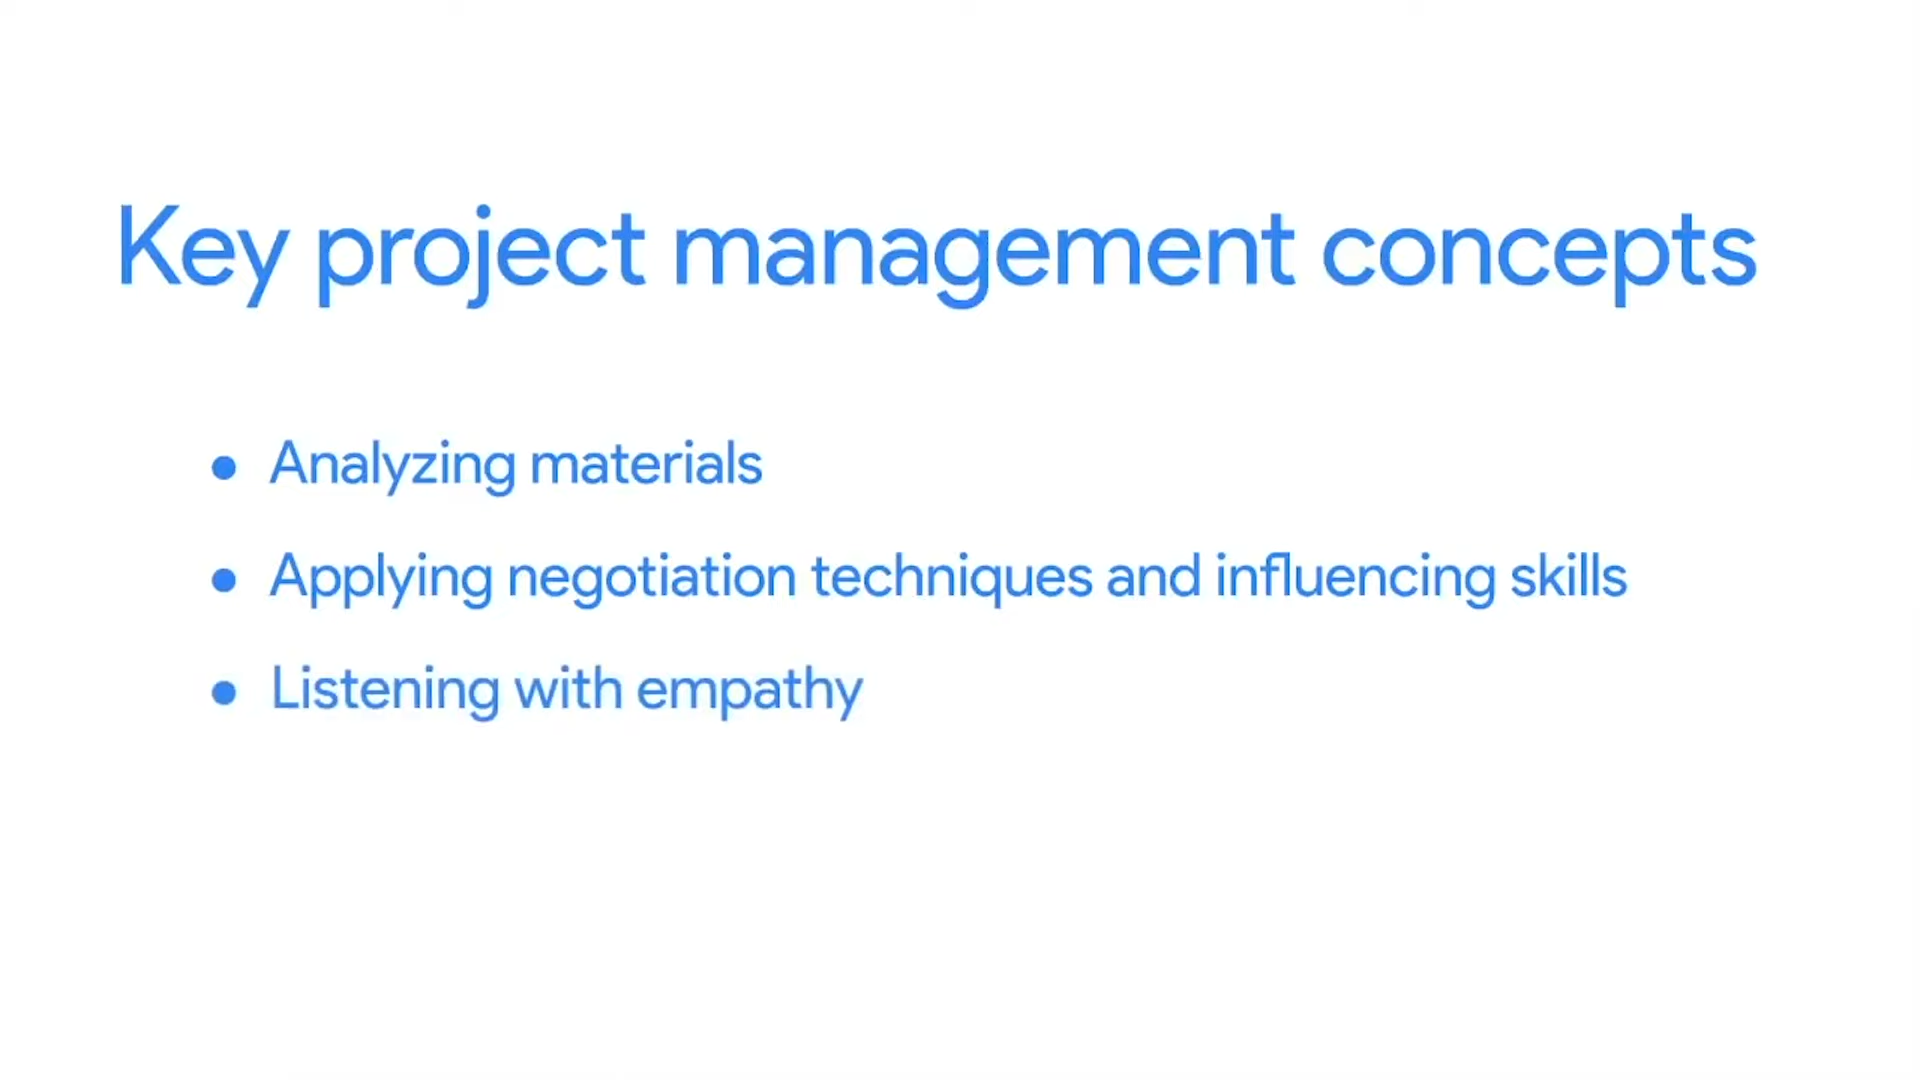 Key project management concepts
● Analyzing materials
● Applying negotiation techniques and influencing skills
● Listening with empathy